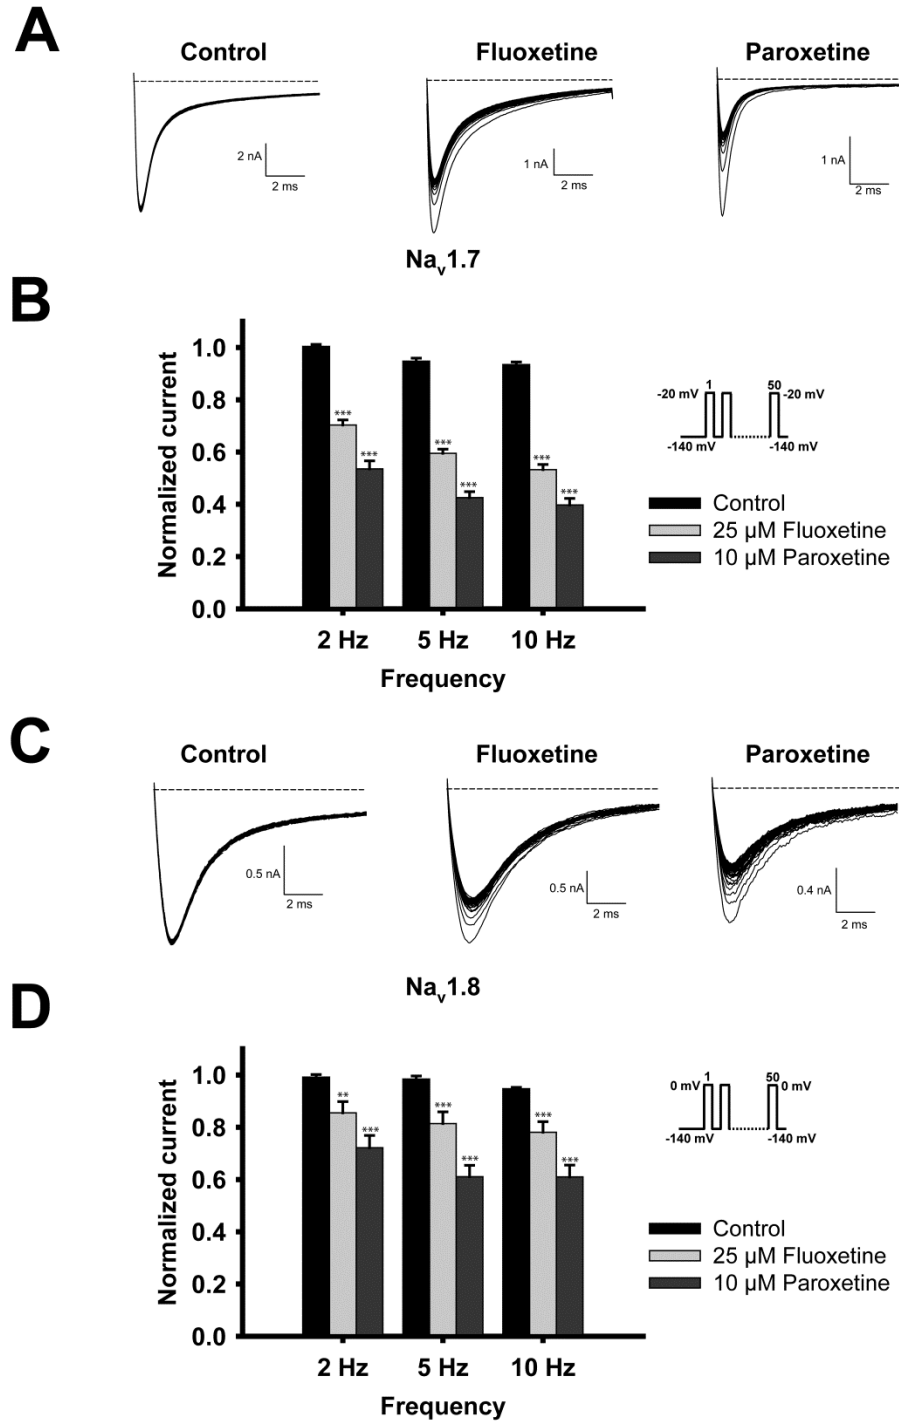 A
Control
Fluoxetine
Paroxetine
2 nA
2 ms
1 nA
2 ms
1 nA
2 ms
Nav1.7
B
Normalized current
1.0
0.8
0.6
0.4
0.2
0.0
***
***
***
***
***
***
2 Hz
5 Hz
10 Hz
Frequency
1
50
-20 mV
-20 mV
-140 mV
-140 mV
Control
25 µM Fluoxetine
10 µM Paroxetine
C
Control
Fluoxetine
Paroxetine
0.5 nA
2 ms
0.5 nA
2 ms
0.4 nA
2 ms
Nav1.8
D
Normalized current
1.0
0.8
0.6
0.4
0.2
0.0
**
***
***
***
***
***
2 Hz
5 Hz
10 Hz
Frequency
1
50
0 mV
0 mV
-140 mV
-140 mV
Control
25 µM Fluoxetine
10 µM Paroxetine